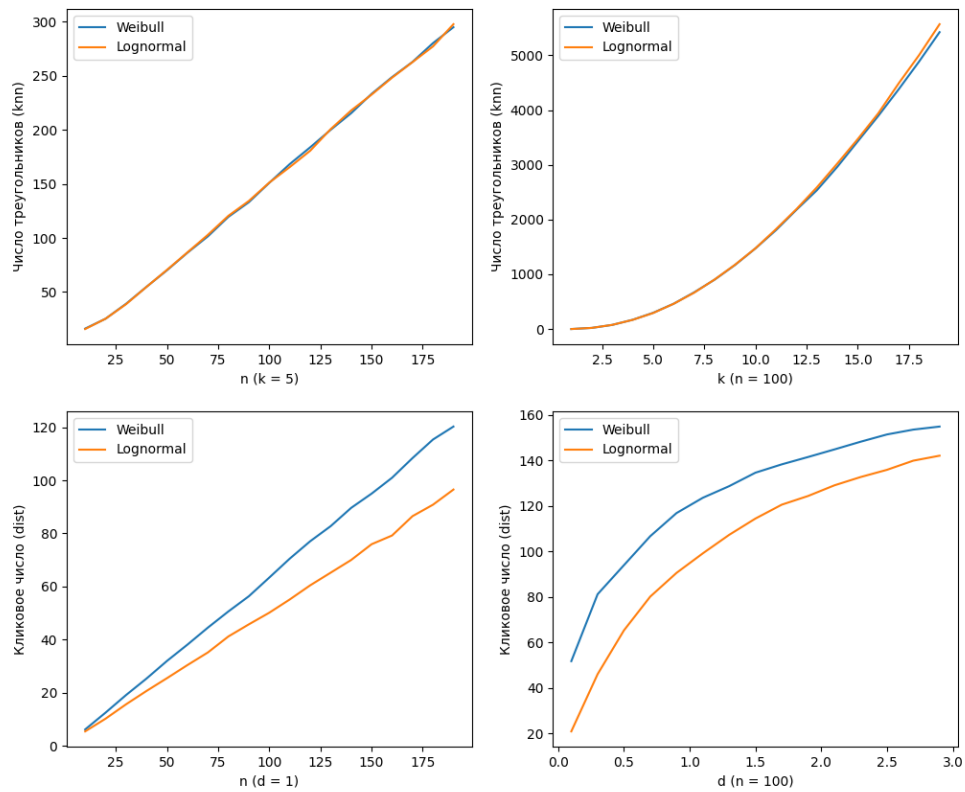 Число треугольников (knn)
300
250
200
150
100
50
Weibull
Lognormal
25 50 75 100 125 150 175
n (k = 5)
Число треугольников (knn)
5000
4000
3000
2000
1000
0
Weibull
Lognormal
2.5 5.0 7.5 10.0 12.5 15.0 17.5
k (n = 100)
Кликовое число (dist)
120
100
80
60
40
20
0
Weibull
Lognormal
25 50 75 100 125 150 175
n (d = 1)
Кликовое число (dist)
160
140
120
100
80
60
40
20
Weibull
Lognormal
0.0 0.5 1.0 1.5 2.0 2.5 3.0
d (n = 100)